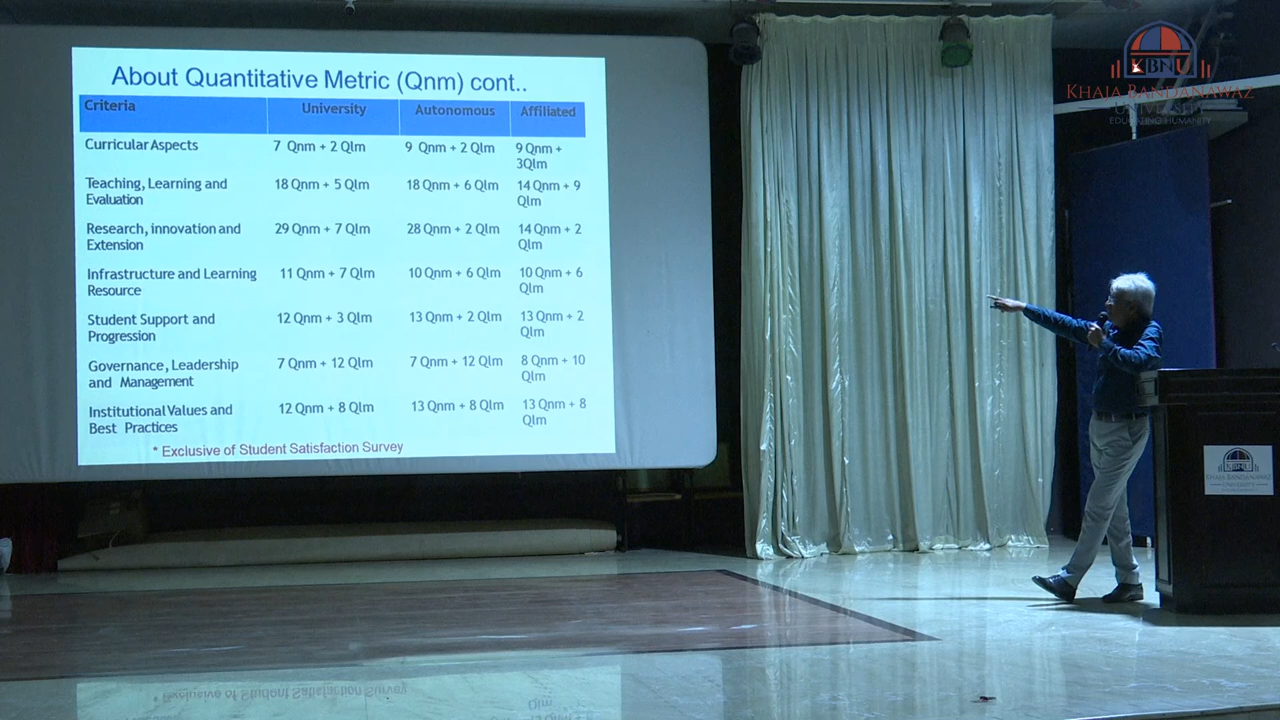 About Quantitative Metric (Qnm) cont..
Criteria University Autonomous Affiliated
Curricular Aspects 7 Qnm + 2 Qlm 9 Qnm + 2 Qlm 9 Qnm +
3Qlm
Teaching, Learning and 18 Qnm + 5 Qlm 18 Qnm + 6 Qlm 14 Qnm + 9
Evaluation Qlm
Research, innovation and 29 Qnm + 7 Qlm 28 Qnm + 2 Qlm 14 Qnm + 2
Extension Qlm
Infrastructure and Learning 11 Qnm + 7 Qlm 10 Qnm + 6 Qlm 10 Qnm + 6
Resource Qlm
Student Support and 12 Qnm + 3 Qlm 13 Qnm + 2 Qlm 13 Qnm + 2
Progression Qlm
Governance, Leadership 7 Qnm + 12 Qlm 7 Qnm + 12 Qlm 8 Qnm + 10
and Management Qlm
Institutional Values and 12 Qnm + 8 Qlm 13 Qnm + 8 Qlm 13 Qnm + 8
Best Practices Qlm
* Exclusive of Student Satisfaction Survey
KBNU
KHAJA BANDANAWAZ
UNIVERSITY
EDUCATING HUMANITY
KBNU
KHAJA BANDANAWAZ
UNIVERSITY